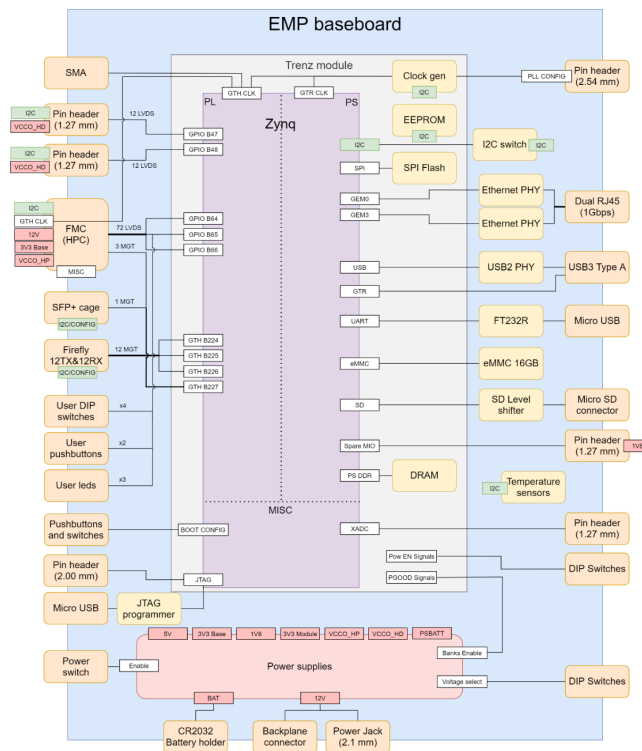 EMP baseboard
Trenz module
SMA
GTH CLK
GTR CLK
Clock gen
I2C
PLL CONFIG
Pin header
(2.54 mm)
PL
PS
Zynq
I2C
VCCO_HD
Pin header
(1.27 mm)
12 LVDS
GPIO B47
EEPROM
I2C
I2C
VCCO_HD
Pin header
(1.27 mm)
12 LVDS
GPIO B48
I2C
I2C switch
I2C
SPI
SPI Flash
I2C
GTH CLK
12V
3V3 Base
VCCO_HP
FMC
(HPC)
MISC
72 LVDS
3 MGT
GPIO B64
GPIO B65
GPIO B66
GEM0
GEM3
Ethernet PHY
Ethernet PHY
Dual RJ45
(1Gbps)
USB
USB2 PHY
USB3 Type A
GTR
SFP+ cage
I2C/CONFIG
1 MGT
UART
FT232R
Micro USB
Firefly
12TX&12RX
I2C/CONFIG
12 MGT
GTH B224
GTH B225
GTH B226
GTH B227
eMMC
eMMC 16GB
User DIP
switches
x4
SD
SD Level
shifter
Micro SD
connector
User
pushbuttons
x2
Spare MIO
Pin header
(1.27 mm)
1V8
User leds
x3
PS DDR
DRAM
I2C
Temperature
sensors
MISC
Pushbuttons
and switches
BOOT CONFIG
XADC
Pin header
(1.27 mm)
Pin header
(2.00 mm)
JTAG
Pow EN Signals
PGOOD Signals
DIP Switches
Micro USB
JTAG
programmer
5V
3V3 Base
1V8
3V3 Module
VCCO_HP
VCCO_HD
PSBATT
Power
switch
Enable
Power supplies
Banks Enable
Voltage select
DIP Switches
BAT
12V
CR2032
Battery holder
Backplane
connector
Power Jack
(2.1 mm)